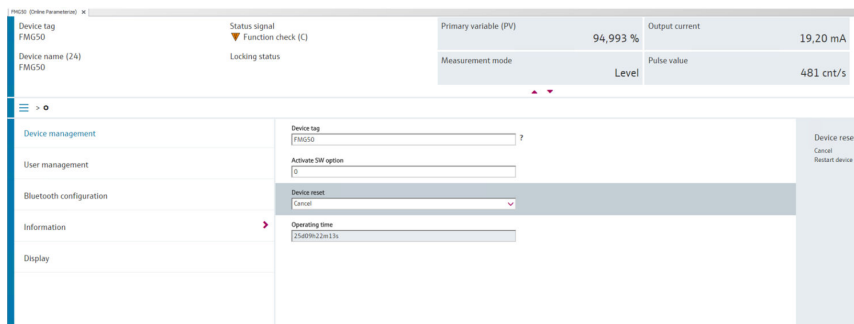 FMG50 (Online Parameterize) X
Device tag
FMG50
Status signal
Function check (C)
Primary variable (PV)
94,993 %
Output current
19,20 mA
Device name (24)
FMG50
Locking status
Measurement mode
Level
Pulse value
481 cnt/s
>
Device management
User management
Bluetooth configuration
Information
Display
Device tag
FMG50
?
Activate SW option
0
Device reset
Cancel
Operating time
25d09h22m13s
Device rese
Cancel
Restart device